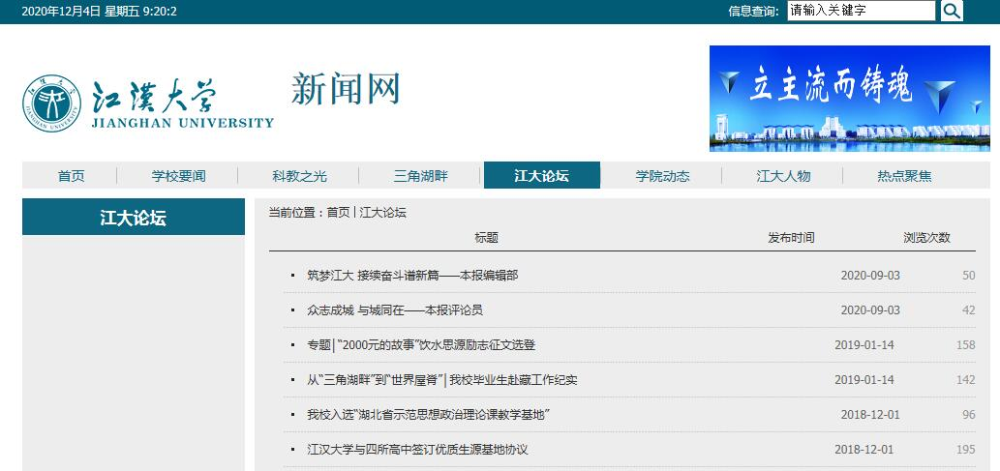 2020年12月4日 星期五 9:20:2
信息查询: 请输入关键字
江汉大学
江漢大学
JIANGHAN UNIVERSITY
新闻网
立主流而铸魂
首页 学校要闻 科教之光 三角湖畔 江大论坛 学院动态 江大人物 热点聚焦
江大论坛
当前位置：首页 | 江大论坛
标题 发布时间 浏览次数
筑梦江大 接续奋斗谱新篇——本报编辑部 2020-09-03 50
众志成城 与城同在——本报评论员 2020-09-03 42
专题|“2000元的故事”饮水思源励志征文选登 2019-01-14 158
从“三角湖畔”到“世界屋脊”|我校毕业生赴藏工作纪实 2019-01-14 142
我校入选“湖北省示范思想政治理论课教学基地” 2018-12-01 96
江汉大学与四所高中签订优质生源基地协议 2018-12-01 195